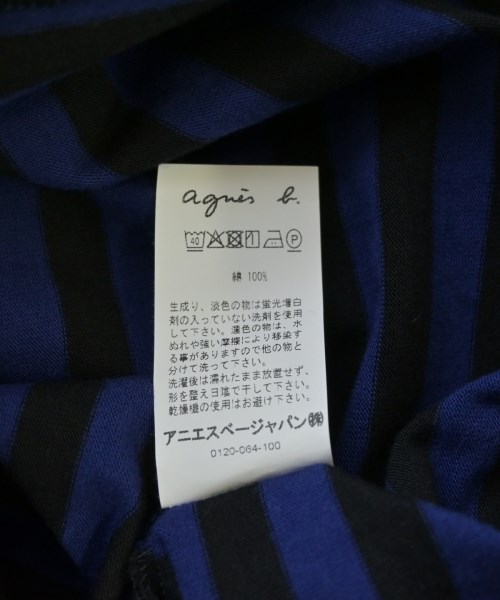 agnès b.
40 P
綿 100%
生成り、淡色の物は蛍光増白
剤の入っていない洗剤を使用
して下さい。濃色の物は、水
ぬれや強い摩擦により移染す
る事がありますので他の物と
分けて洗って下さい。
洗濯後は濡れたまま放置せず、
形を整え日陰で干して下さい。
乾燥機の使用はお避け下さい。
アニエスベージャパン㈱
0120-064-100